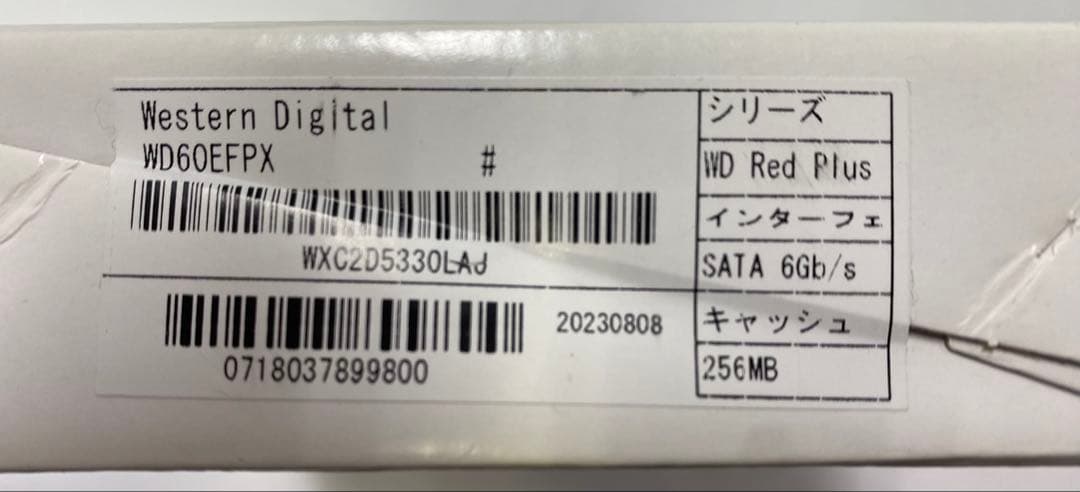 Western Digital
WD60EFPX #
WXC2D5330LAJ
0718037899800
20230808
シリーズ
WD Red Plus
インターフェ
SATA 6Gb/s
キャッシュ
256MB